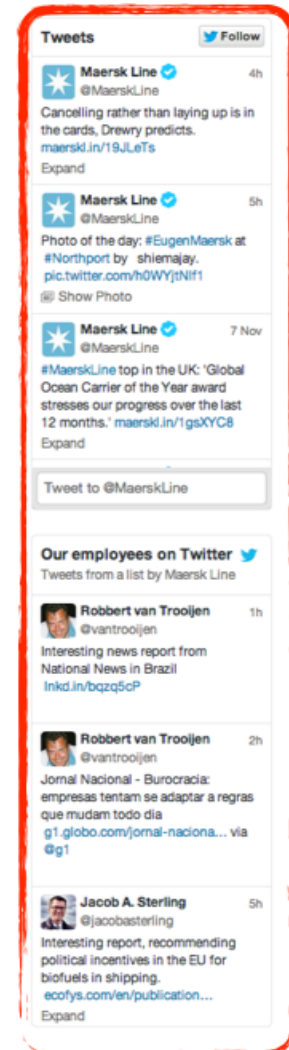 Tweets
Follow
Maersk Line
4h
@MaerskLine
Cancelling rather than laying up is in
the cards, Drewry predicts.
maerskl.in/19JLeTs
Expand
Maersk Line
5h
@MaerskLine
Photo of the day: #EugenMaersk at
#Northport by shiemajay.
pic.twitter.com/h0WYjtNIf1
Show Photo
Maersk Line
7 Nov
@MaerskLine
#MaerskLine top in the UK: 'Global
Ocean Carrier of the Year award
stresses our progress over the last
12 months.' maerskl.in/1gsXYC8
Expand
Tweet to @MaerskLine
Our employees on Twitter
Tweets from a list by Maersk Line
Robbert van Trooijen
1h
@vantrooijen
Interesting news report from
National News in Brazil
lnkd.in/bqzq5cP
Robbert van Trooijen
2h
@vantrooijen
Jornal Nacional - Burocracia:
empresas tentam se adaptar a regras
que mudam todo dia
g1.globo.com/jornal-naciona... via
@g1
Jacob A. Sterling
5h
@jacobasterling
Interesting report, recommending
political incentives in the EU for
biofuels in shipping.
ecofys.com/en/publication...
Expand